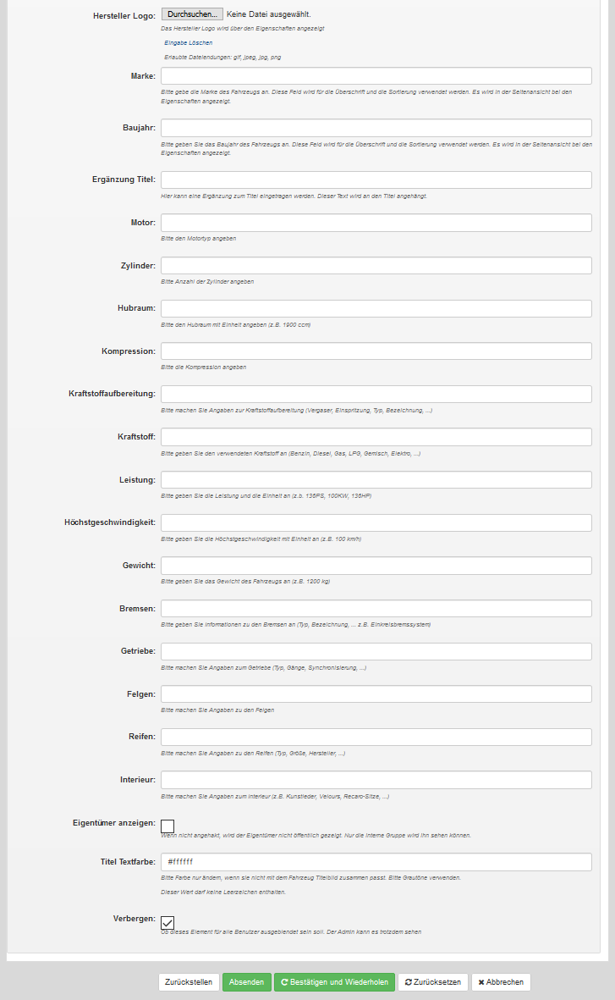 Hersteller Logo: Durchsuchen... Keine Datei ausgewählt.
Das Hersteller Logo wird über den Eigenschaften angezeigt
Eingabe Löschen
Erlaubte Dateiendungen: gif, jpeg, jpg, png
Marke:
Bitte gebe die Marke des Fahrzeugs an. Diese Feld wird für die Überschrift und die Sortierung verwendet werden. Es wird in der Seitenansicht bei den
Eigenschaften angezeigt.
Baujahr:
Bitte geben Sie das Baujahr des Fahrzeugs an. Diese Feld wird für die Überschrift und die Sortierung verwendet werden. Es wird in der Seitenansicht bei den
Eigenschaften angezeigt.
Ergänzung Titel:
Hier kann eine Ergänzung zum Titel eingetragen werden. Dieser Text wird an den Titel angehängt.
Motor:
Bitte den Motortyp angeben
Zylinder:
Bitte Anzahl der Zylinder angeben
Hubraum:
Bitte den Hubraum mit Einheit angeben (z.B. 1900 ccm)
Kompression:
Bitte die Kompression angeben
Kraftstoffaufbereitung:
Bitte machen Sie Angaben zur Kraftstoffaufbereitung (Vergaser, Einspritzung, Typ, Bezeichnung, ...)
Kraftstoff:
Bitte geben Sie den verwendeten Kraftstoff an (Benzin, Diesel, Gas, LPG, Gemisch, Elektro, ...)
Leistung:
Bitte geben Sie die Leistung und die Einheit an (z.b. 136PS, 100KW, 136HP)
Höchstgeschwindigkeit:
Bitte geben Sie die Höchstgeschwindigkeit mit Einheit an (z.B. 100 km/h)
Gewicht:
Bitte geben Sie das Gewicht des Fahrzeugs an (z.B. 1200 kg)
Bremsen:
Bitte geben Sie Informationen zu den Bremsen an (Typ, Bezeichnung, ... z.B. Einkreisbremssystem)
Getriebe:
Bitte machen Sie Angaben zum Getriebe (Typ, Gänge, Synchronisierung, ...)
Felgen:
Bitte machen Sie Angaben zu den Felgen
Reifen:
Bitte machen Sie Angaben zu den Reifen (Typ, Größe, Hersteller, ...)
Interieur:
Bitte machen Sie Angaben zum Interieur (z.B. Kunstleder, Velours, Recaro-Sitze, ...)
Eigentümer anzeigen:
Wenn nicht angehakt, wird der Eigentümer nicht öffentlich gezeigt. Nur die interne Gruppe wird ihn sehen können.
Titel Textfarbe: #ffffff
Bitte Farbe nur ändern, wenn sie nicht mit dem Fahrzeug Titelbild zusammen passt. Bitte Grautöne verwenden.
Dieser Wert darf keine Leerzeichen enthalten.
Verbergen:
Ob dieses Element für alle Benutzer ausgeblendet sein soll. Der Admin kann es trotzdem sehen
Zurückstellen Absenden Bestätigen und Wiederholen Zurücksetzen Abbrechen